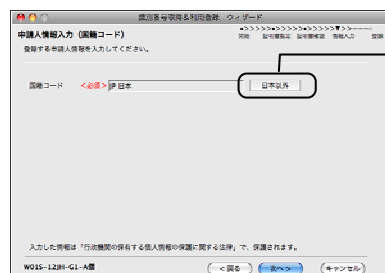 識別番号取得&利用登録 ウィザード
申請人情報入力（国籍コード）
登録する申請人情報を入力してください。
国籍コード <必須> JP 日本 日本以外
入力した情報は「行政機関の保有する個人情報の保護に関する法律」で、保護されます。
W01S-12JH-G1-A個 <戻る 次へ> (キャンセル)